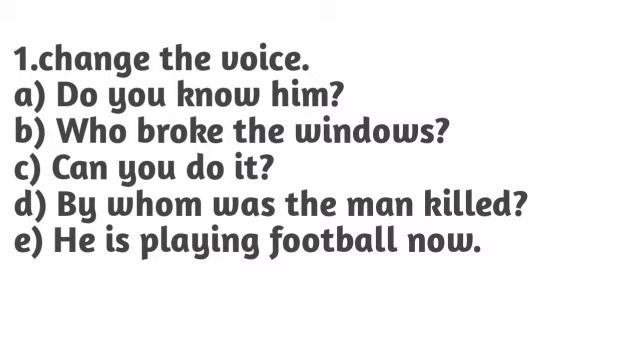 1.change the voice.
a) Do you know him?
b) Who broke the windows?
c) Can you do it?
d) By whom was the man killed?
e) He is playing football now.